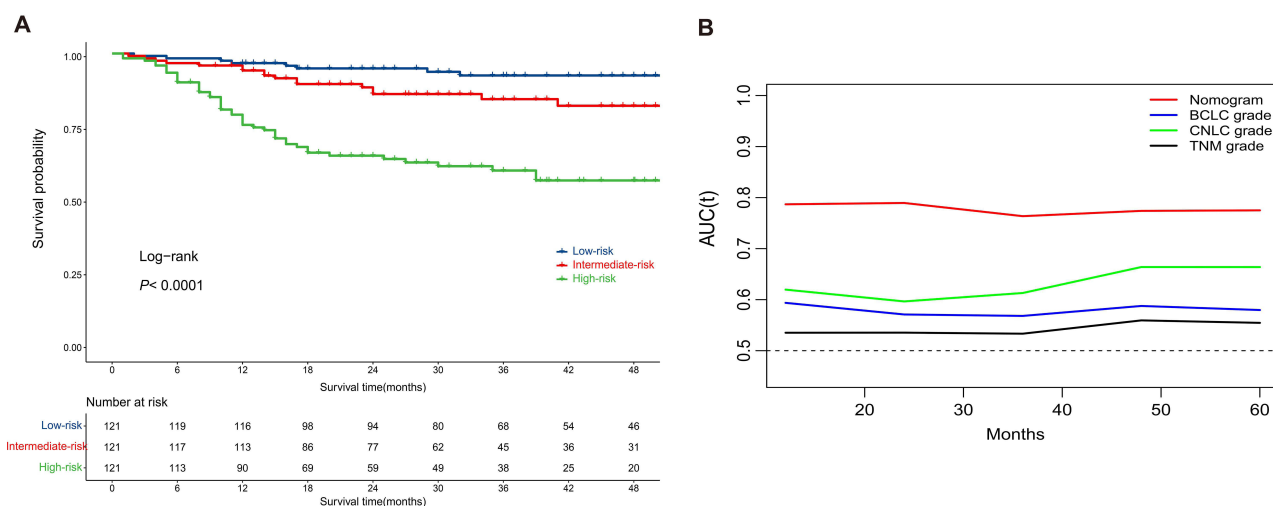 A
1.00
0.75
0.50
0.25
0.00
Survival probability
Log−rank
P< 0.0001
Low-risk
Intermediate-risk
High-risk
0 6 12 18 24 30 36 42 48
Survival time(months)
Number at risk
Low-risk 121 119 116 98 94 80 68 54 46
Intermediate-risk 121 117 113 86 77 62 45 36 31
High-risk 121 113 90 69 59 49 38 25 20
0 6 12 18 24 30 36 42 48
Survival time(months)
B
1.0
0.9
0.8
0.7
0.6
0.5
AUC(t)
Nomogram
BCLC grade
CNLC grade
TNM grade
20 30 40 50 60
Months